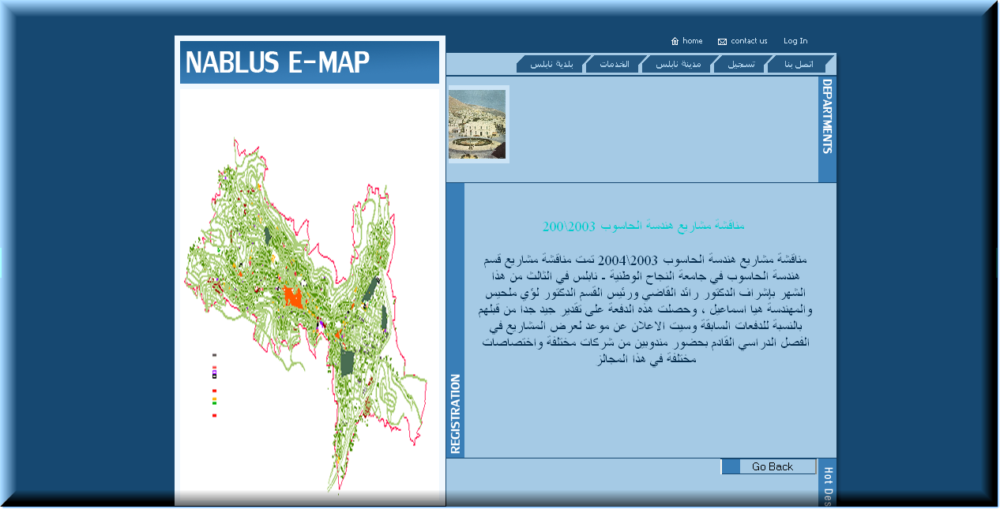 home contact us Log In
NABLUS E-MAP
اتصل بنا تسجيل مدينة نابلس الخدمات بلدية نابلس
DEPARTMENTS
مناقشة مشاريع هندسة الحاسوب 2003\200
مناقشة مشاريع هندسة الحاسوب 2003\2004 تمت مناقشة مشاريع قسم
هندسة الحاسوب في جامعة النجاح الوطنية ـ نابلس في الثالث من هذا
الشهر بإشراف الدكتور رائد القاضي ورئيس القسم الدكتور لؤي ملحيس
والمهندسة هيا اسماعيل ، وحصلت هذه الدفعة على تقدير جيد جدا من قبلهم
بالنسبة للدفعات السابقة وسيت الاعلان عن موعد لعرض المشاريع في
الفصل الدراسي القادم بحضور مندوبين من شركات مختلفة واختصاصات
مختلفة في هذا المجالز
REGISTRATION
Go Back
Hot Des